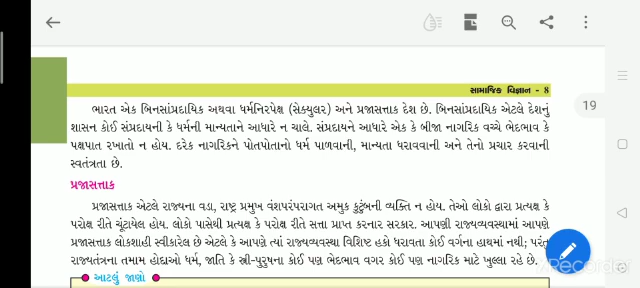 સામાજિક વિજ્ઞાન - 8
19
ભારત એક બિનસાંપ્રદાયિક અથવા ધર્મનિરપેક્ષ (સેક્યુલર) અને પ્રજાસત્તાક દેશ છે. બિનસાંપ્રદાયિક એટલે દેશનું
શાસન કોઈ સંપ્રદાયની કે ધર્મની માન્યતાને આધારે ન ચાલે. સંપ્રદાયને આધારે એક કે બીજા નાગરિક વચ્ચે ભેદભાવ કે
પક્ષપાત રખાતો ન હોય. દરેક નાગરિકને પોતપોતાનો ધર્મ પાળવાની, માન્યતા ધરાવવાની અને તેનો પ્રચાર કરવાની
સ્વતંત્રતા છે.
પ્રજાસત્તાક
પ્રજાસત્તાક એટલે રાજ્યના વડા, રાષ્ટ્ર પ્રમુખ વંશપરંપરાગત અમુક કુટુંબની વ્યક્તિ ન હોય. તેઓ લોકો દ્વારા પ્રત્યક્ષ કે
પરોક્ષ રીતે ચૂંટાયેલ હોય. લોકો પાસેથી પ્રત્યક્ષ કે પરોક્ષ રીતે સત્તા પ્રાપ્ત કરનાર સરકાર. આપણી રાજ્યવ્યવસ્થામાં આપણે
પ્રજાસત્તાક લોકશાહી સ્વીકારેલ છે એટલે કે આપણે ત્યાં રાજ્યવ્યવસ્થા વિશિષ્ટ હકો ધરાવતા કોઈ વર્ગના હાથમાં નથી; પરંતુ
રાજ્યતંત્રના તમામ હોદ્દાઓ ધર્મ, જાતિ કે સ્ત્રી-પુરુષના કોઈ પણ ભેદભાવ વગર કોઈ પણ નાગરિક માટે ખુલ્લા રહે છે.
આટલું જાણો
XRecorder